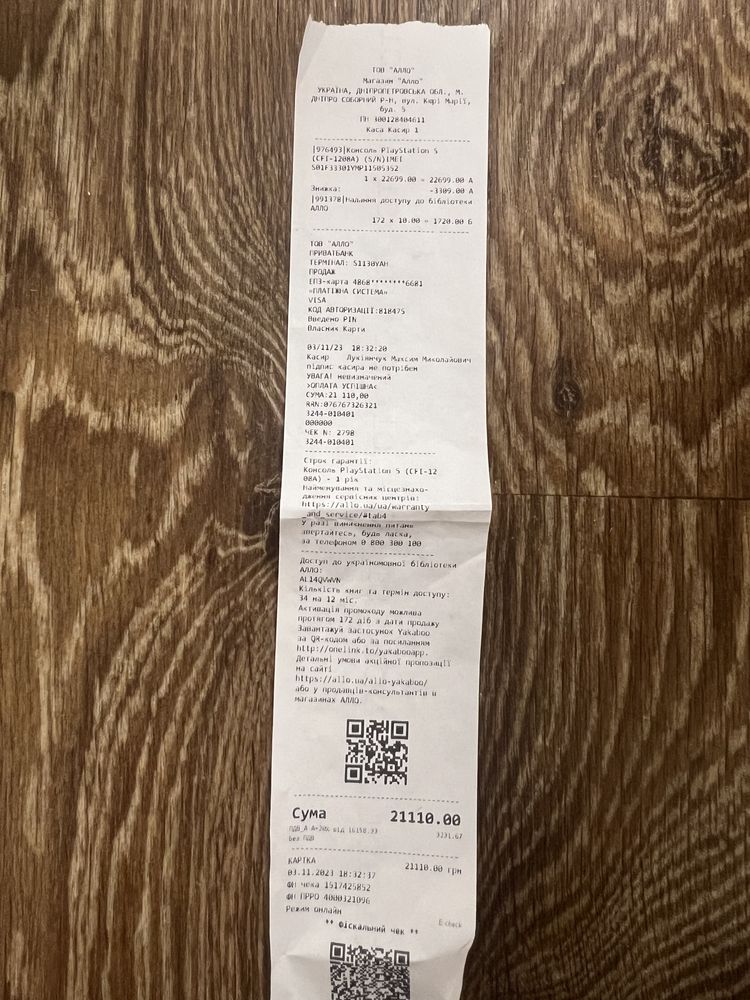 ТОВ "АЛЛО"
Магазин "Алло"
УКРАЇНА, ДНІПРОПЕТРОВСЬКА ОБЛ., М.
ДНІПРО СОБОРНИЙ Р-Н, вул. Кюрі Марії,
буд. 5
ПН 300128404611
Каса Касир 1
|976493|Консоль PlayStation 5
(CFI-1208A) (S/N)IMEI
S01F33301YMP11505352
1 x 22699.00 = 22699.00 А
Знижка: -3309.00 А
|991378|Надання доступу до бібліотеки
АЛЛО
172 x 10.00 = 1720.00 Б
ТОВ "АЛЛО"
ПРИВАТБАНК
ТЕРМІНАЛ: S1130YAH
ПРОДАЖ
ЕПЗ-карта 4868********6681
»ПЛАТІЖНА СИСТЕМА«
VISA
КОД АВТОРИЗАЦІЇ:818475
Введено PIN
Власник Карти
03/11/23 18:32:20
Касир Лукіянчук Максим Миколайович
підпис касира не потрібен
УВАГА! невизначений
>ОПЛАТА УСПІШНА<
СУМА:21 110,00
RRN:076767326321
3244-010401
000000
ЧЕК N: 2798
3244-010401
Строк гарантії:
Консоль PlayStation 5 (CFI-12
08A) - 1 рік
Найменування та місцезнахо-
дження сервісних центрів:
https://allo.ua/ua/warranty
_and_service/#tab4
У разі виникнення питань
звертайтесь, будь ласка,
за телефоном 0 800 300 100
Доступ до україномовної бібліотеки
АЛЛО:
AL14QVWVN
Кількість книг та термін доступу:
34 на 12 міс.
Активація промокоду можлива
протягом 172 діб з дати продажу
Завантажуй застосунок Yakaboo
за QR-кодом або за посиланням
http://onelink.to/yakabooapp.
Детальні умови акційної пропозиції
на сайті
https://allo.ua/allo-yakaboo/
або у продавців-консультантів в
магазинах АЛЛО.
Сума 21110.00
ПДВ_А А=20% від 16158.33 3231.67
Без ПДВ
КАРТКА 21110.00 грн
03.11.2023 18:32:37
ФН чека 1517425852
ФН ПРРО 4000321096
Режим онлайн
E-check
** Фіскальний чек **